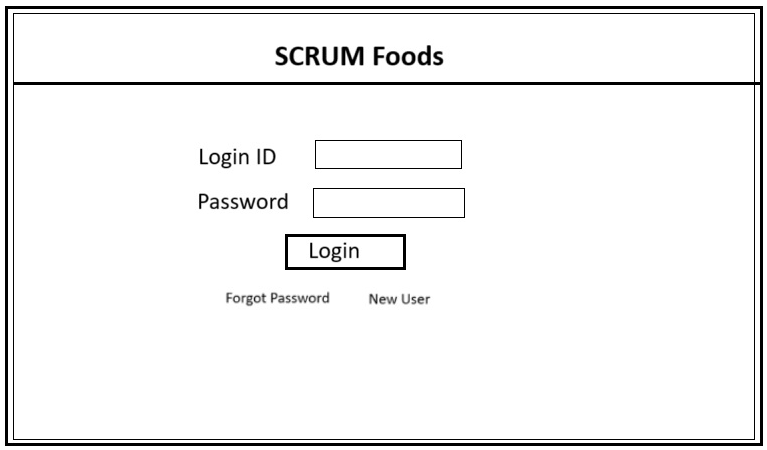 SCRUM Foods
Login ID
Password
Login
Forgot Password New User